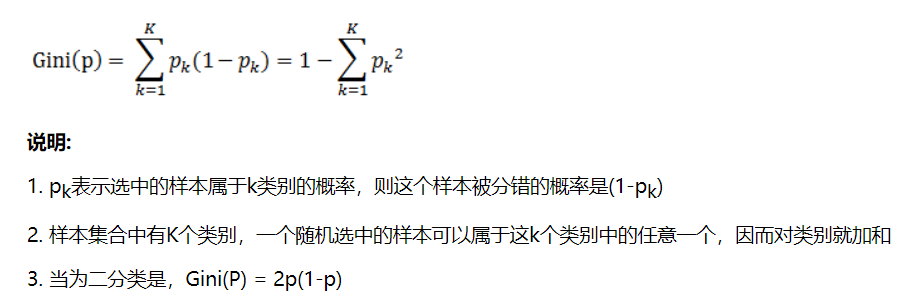 Gini(p) = \sum_{k=1}^{K} p_k(1-p_k) = 1 - \sum_{k=1}^{K} p_k^2
说明:
1. p_k表示选中的样本属于k类别的概率，则这个样本被分错的概率是(1-p_k)
2. 样本集合中有K个类别，一个随机选中的样本可以属于这k个类别中的任意一个，因而对类别就加和
3. 当为二分类是，Gini(P) = 2p(1-p)